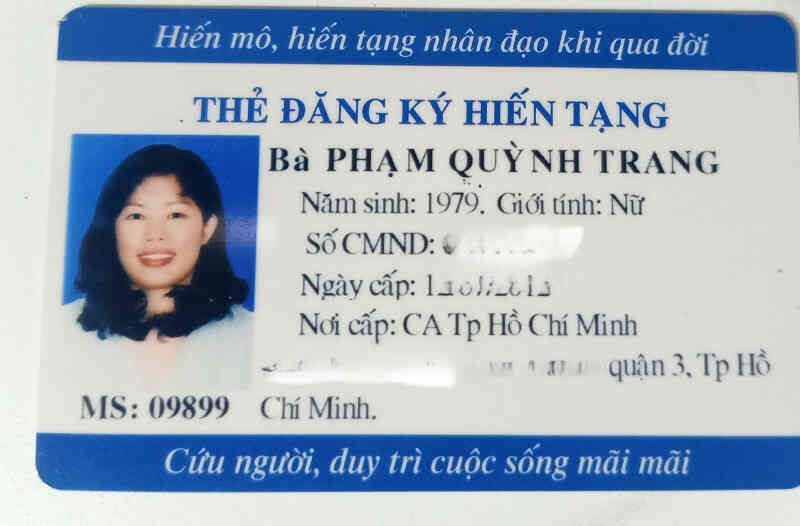 Hiến mô, hiến tạng nhân đạo khi qua đời
THẺ ĐĂNG KÝ HIẾN TẠNG
Bà PHẠM QUỲNH TRANG
Năm sinh: 1979. Giới tính: Nữ
Số CMND:
Ngày cấp:
Nơi cấp: CA Tp Hồ Chí Minh
quận 3, Tp Hồ
MS: 09899 Chí Minh.
Cứu người, duy trì cuộc sống mãi mãi